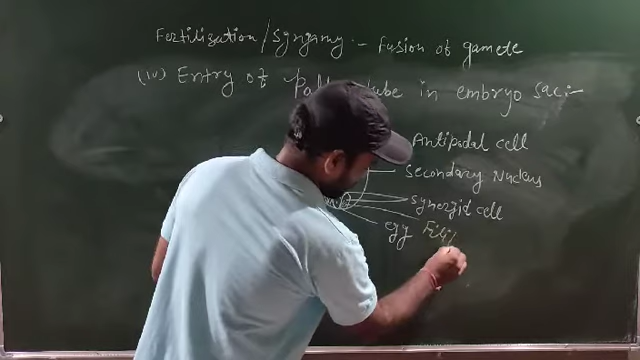 Fertilization/Syngamy :- Fusion of gamete
(iv) Entry of tube in embryo sac:-
Antipodal cell
Secondary Nucleus
Synergid cell
egg